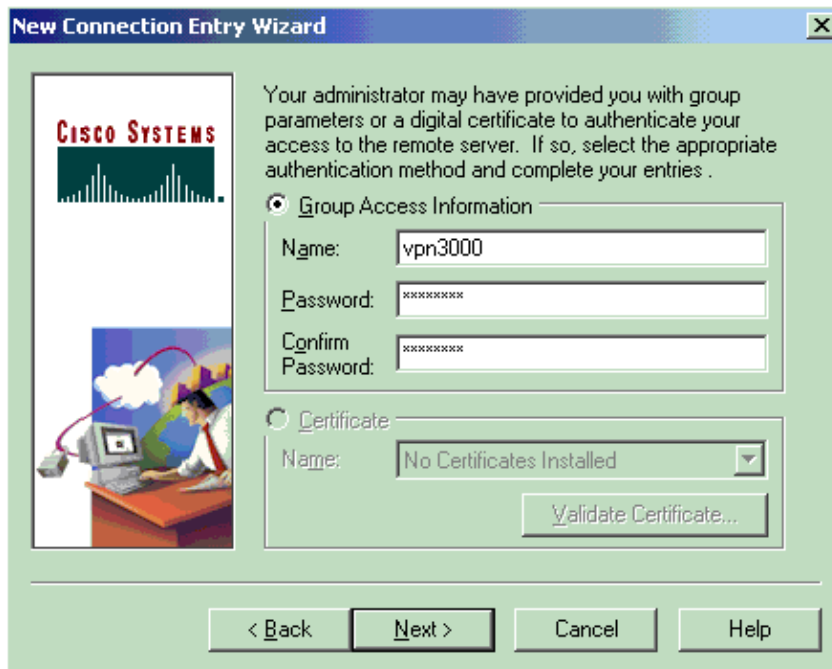 New Connection Entry Wizard
CISCO SYSTEMS
Your administrator may have provided you with group
parameters or a digital certificate to authenticate your
access to the remote server. If so, select the appropriate
authentication method and complete your entries .
Group Access Information
Name: vpn3000
Password: ********
Confirm
Password: ********
Certificate
Name: No Certificates Installed
Validate Certificate...
< Back Next > Cancel Help